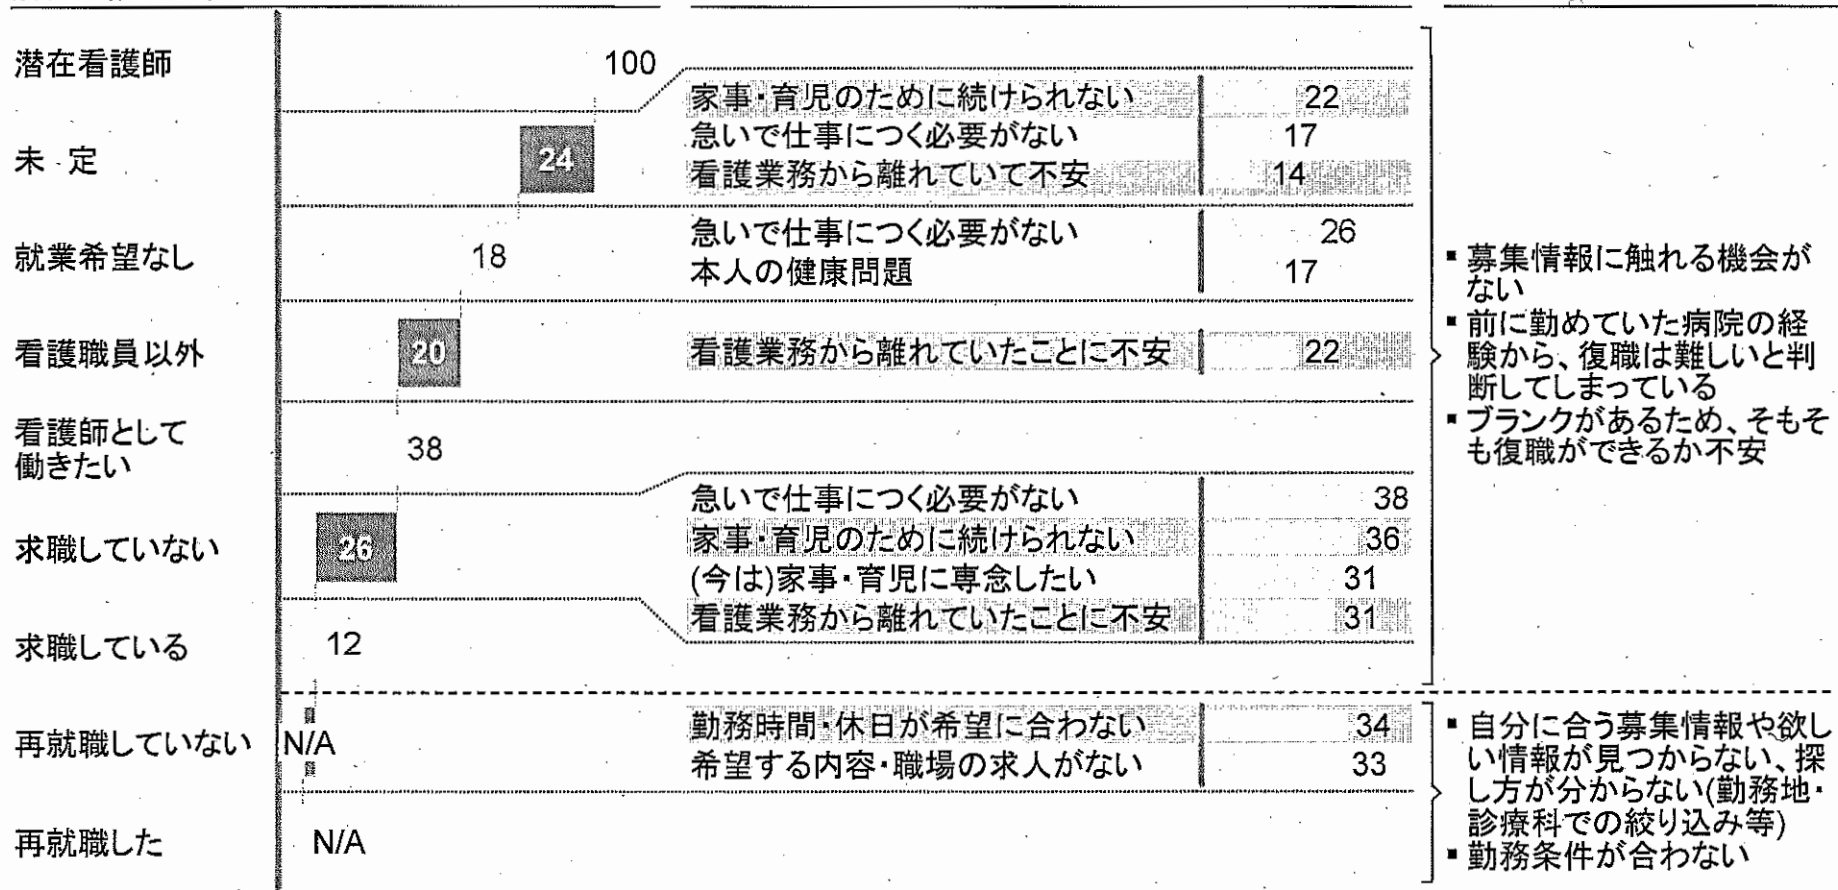 潜在看護師
100
未定
24
家事・育児のために続けられない 22
急いで仕事につく必要がない 17
看護業務から離れていて不安 14
就業希望なし
18
急いで仕事につく必要がない 26
本人の健康問題 17
看護職員以外
20
看護業務から離れていたことに不安 22
看護師として
働きたい
38
求職していない
26
急いで仕事につく必要がない 38
家事・育児のために続けられない 36
(今は)家事・育児に専念したい 31
看護業務から離れていたことに不安 31
求職している
12
▪ 募集情報に触れる機会が
ない
▪ 前に勤めていた病院の経
験から、復職は難しいと判
断してしまっている
▪ ブランクがあるため、そもそ
も復職ができるか不安
再就職していない
N/A
勤務時間・休日が希望に合わない 34
希望する内容・職場の求人がない 33
再就職した
N/A
▪ 自分に合う募集情報や欲し
い情報が見つからない、探
し方が分からない(勤務地・
診療科での絞り込み等)
▪ 勤務条件が合わない